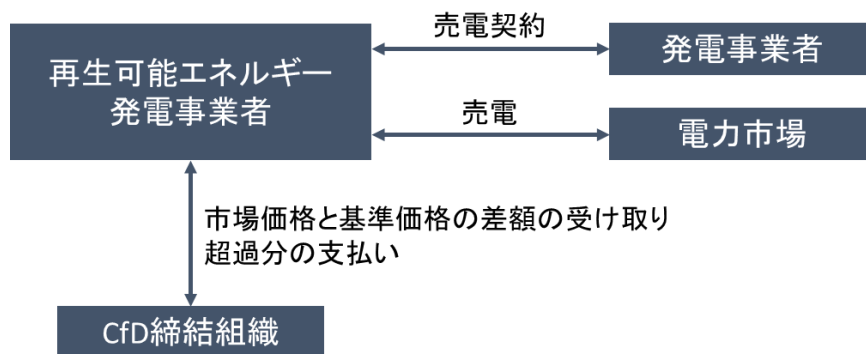 再生可能エネルギー
発電事業者
売電契約
発電事業者
売電
電力市場
市場価格と基準価格の差額の受け取り
超過分の支払い
CfD締結組織